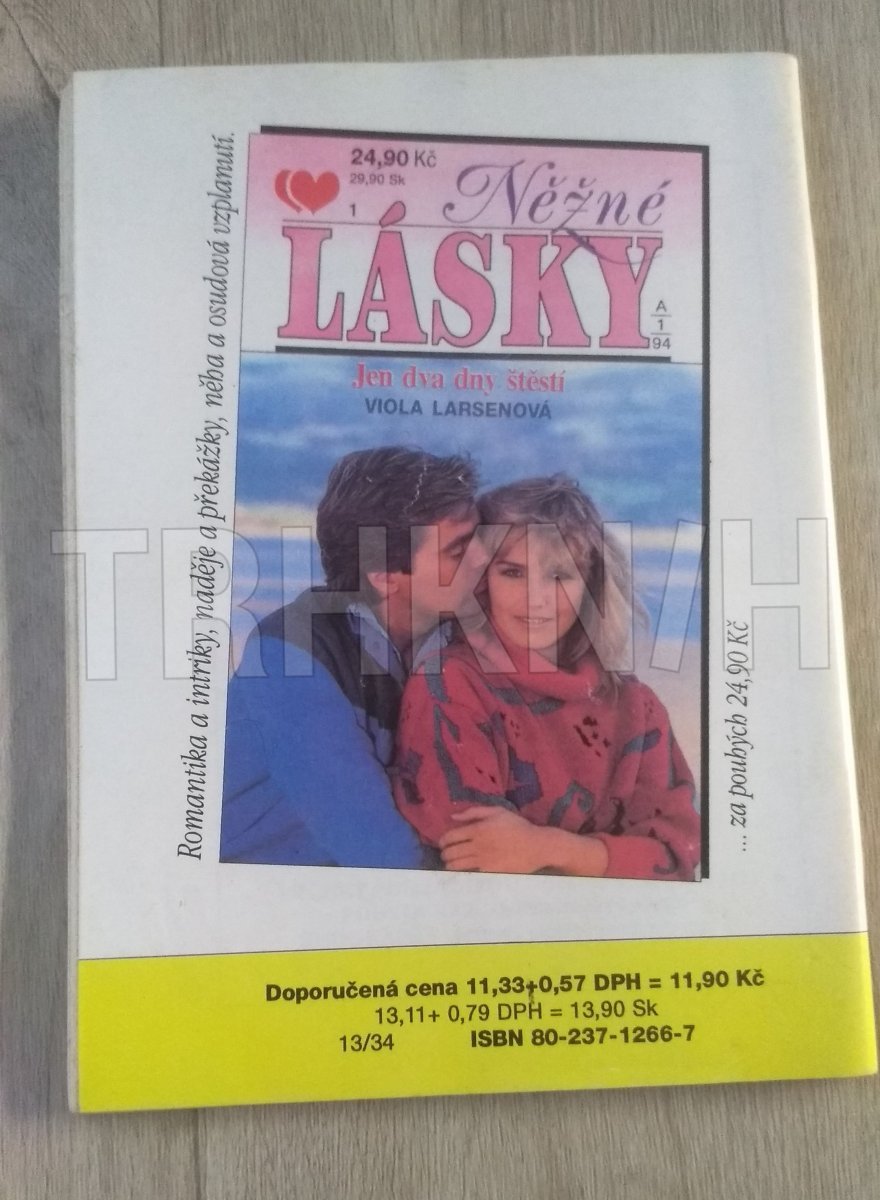 Romantika a intriky, naděje a překážky, něha a osudová vzplanutí.
24,90 Kč
29,90 Sk
1
Něžné
LÁSKY
A
1
94
Jen dva dny štěstí
VIOLA LARSENOVÁ
TRHKNIH
... za pouhých 24,90 Kč
Doporučená cena 11,33+0,57 DPH = 11,90 Kč
13,11+ 0,79 DPH = 13,90 Sk
13/34 ISBN 80-237-1266-7